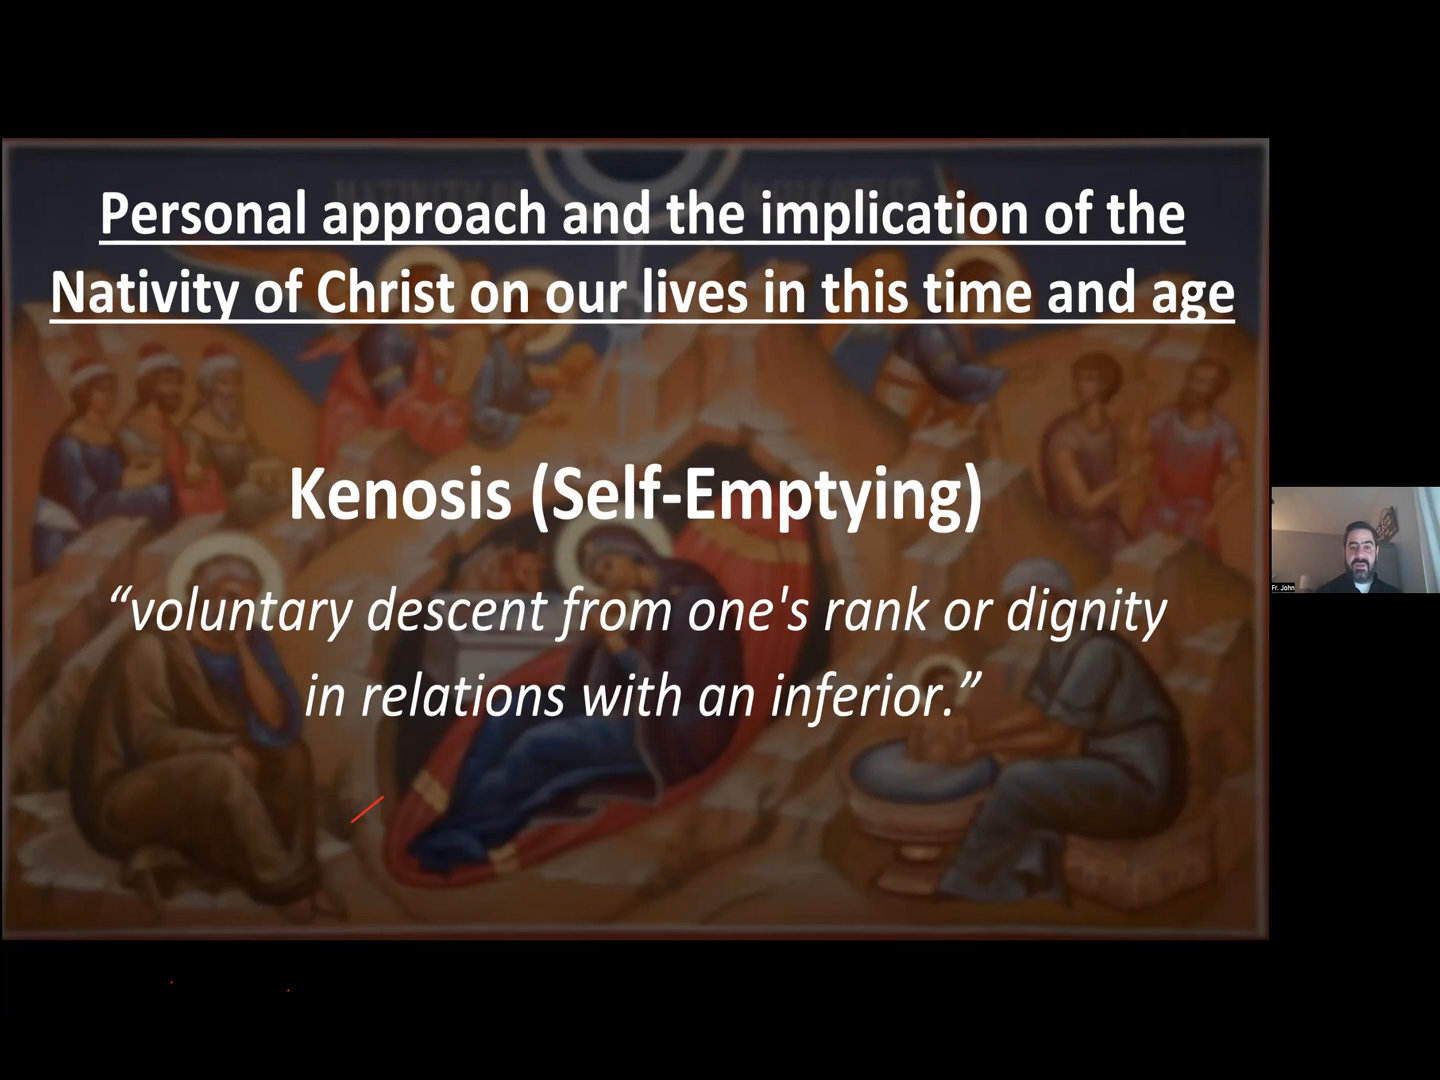 Personal approach and the implication of the
Nativity of Christ on our lives in this time and age
Kenosis (Self-Emptying)
“voluntary descent from one's rank or dignity
in relations with an inferior.”
Fr. John